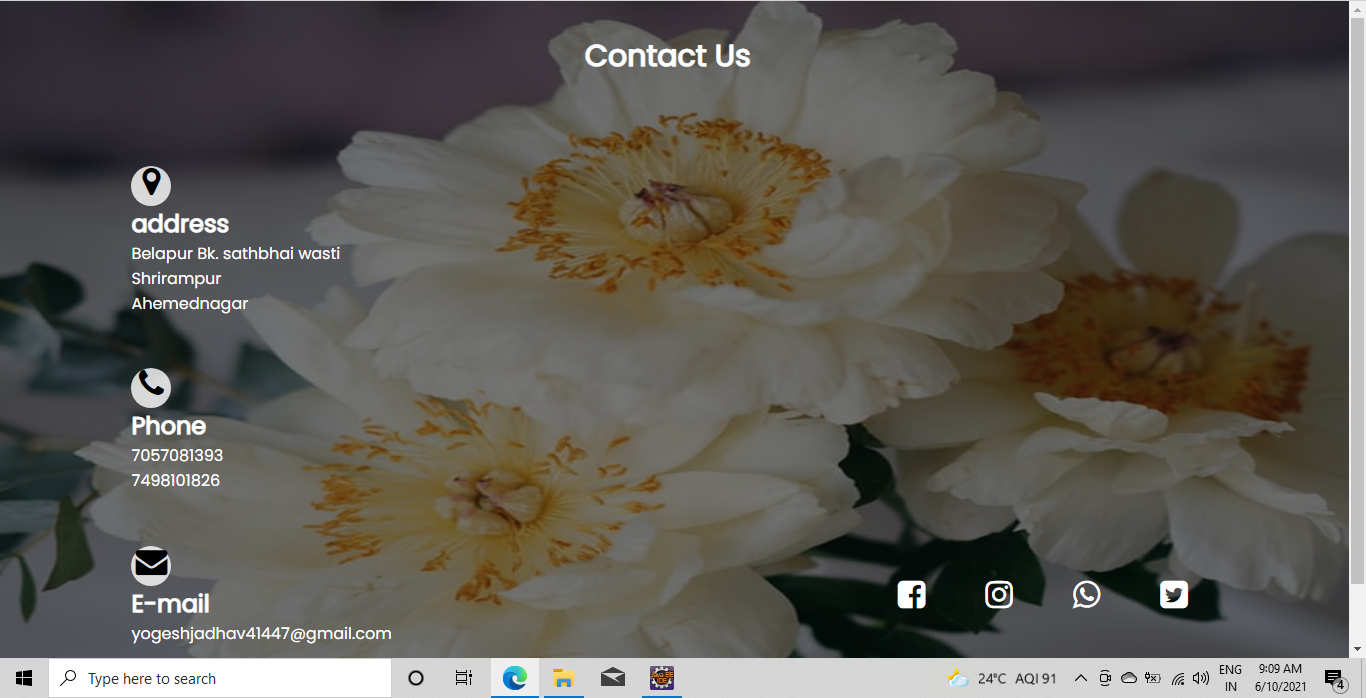 Contact Us
address
Belapur Bk. sathbhai wasti
Shrirampur
Ahemednagar
Phone
7057081393
7498101826
E-mail
yogeshjadhav41447@gmail.com
Type here to search
24°C AQI 91
ENG
IN
9:09 AM
6/10/2021
4